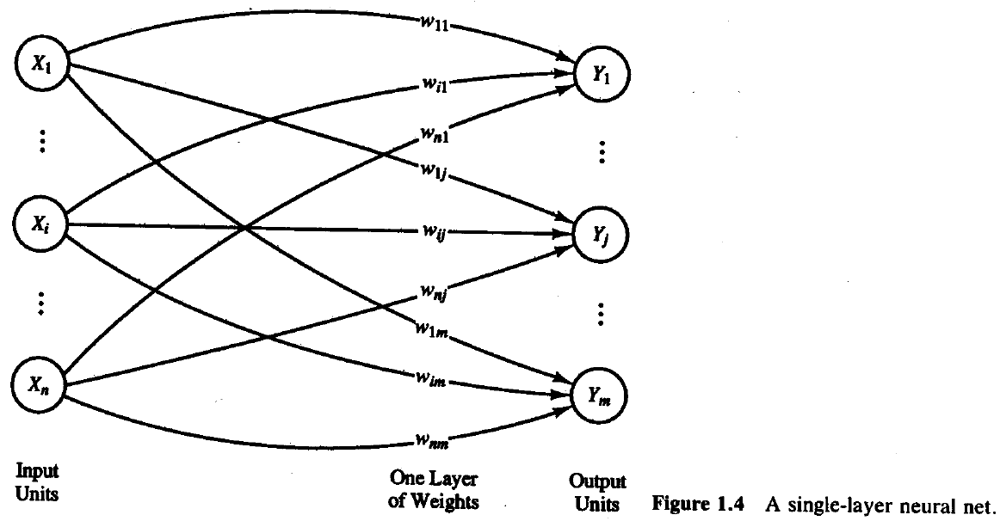 w11
X1
Y1
wi1
wn1
w1j
Xi
wij
Yj
wnj
w1m
Xn
wim
Ym
wnm
Input
Units
One Layer
of Weights
Output
Units
Figure 1.4 A single-layer neural net.